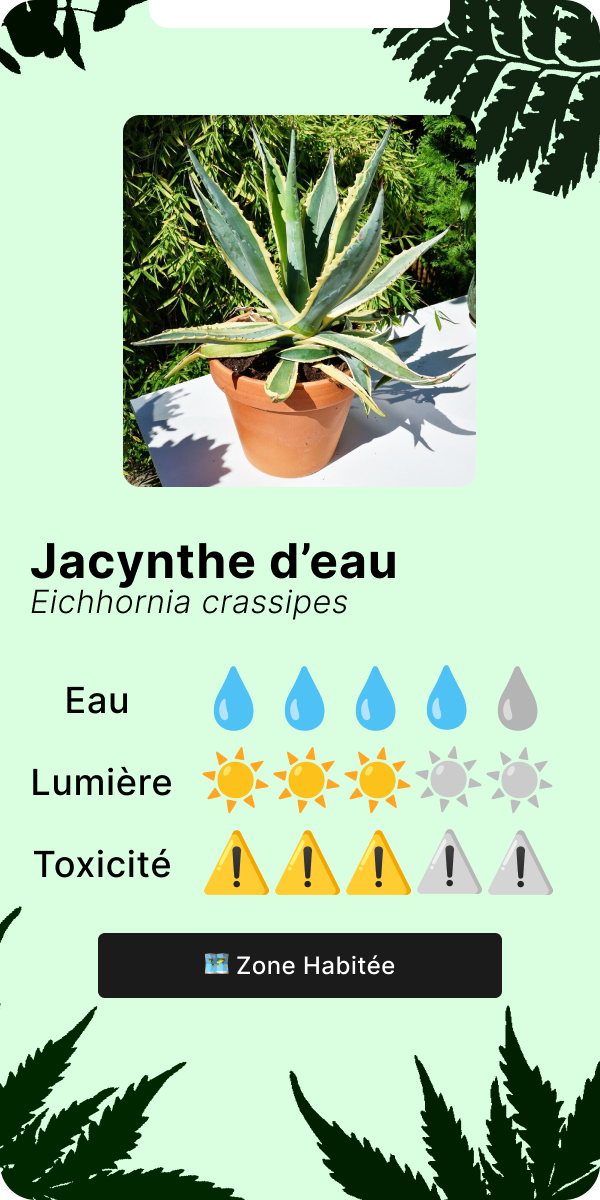 Jacynthe d’eau
Eichhornia crassipes
Eau
Lumière
Toxicité
Zone Habitée